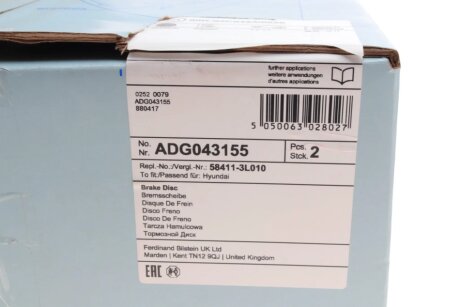 further applications
weitere anwendungen
d'autres applications
0252 0079
ADG043155
880417
5 050063 028027
No.
Nr. ADG043155
Pcs.
Stck. 2
Repl.-No./Vergl.-Nr.: 58411-3L010
To fit/Passend für: Hyundai
Brake Disc
Bremsscheibe
Disque De Frein
Disco Freno
Disco De Freno
Tarcza Hamulcowa
Тормозной Диск
Ferdinand Bilstein UK Ltd
Marden | Kent TN12 9QJ | United Kingdom
EAC